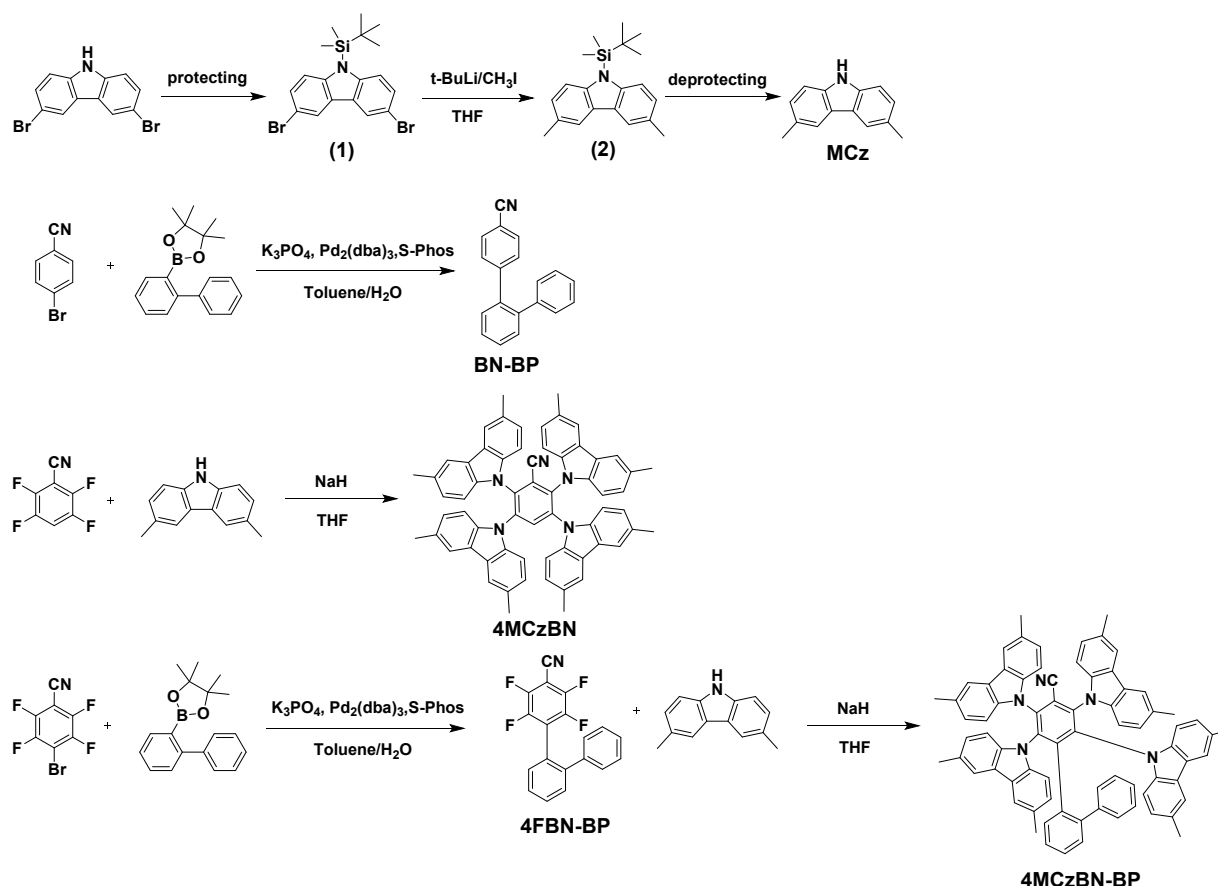 H
N
Br
Br
protecting
Si
N
Br
Br
(1)
t-BuLi/CH3I
THF
Si
N
(2)
deprotecting
H
N
MCz
CN
Br
+
O
O
B
K3PO4, Pd2(dba)3,S-Phos
Toluene/H2O
CN
BN-BP
CN
F
F
F
F
+
H
N
NaH
THF
CN
N
N
N
N
4MCzBN
CN
F
F
F
F
Br
+
O
O
B
K3PO4, Pd2(dba)3,S-Phos
Toluene/H2O
CN
F
F
F
F
4FBN-BP
+
H
N
NaH
THF
NC
N
N
N
N
4MCzBN-BP